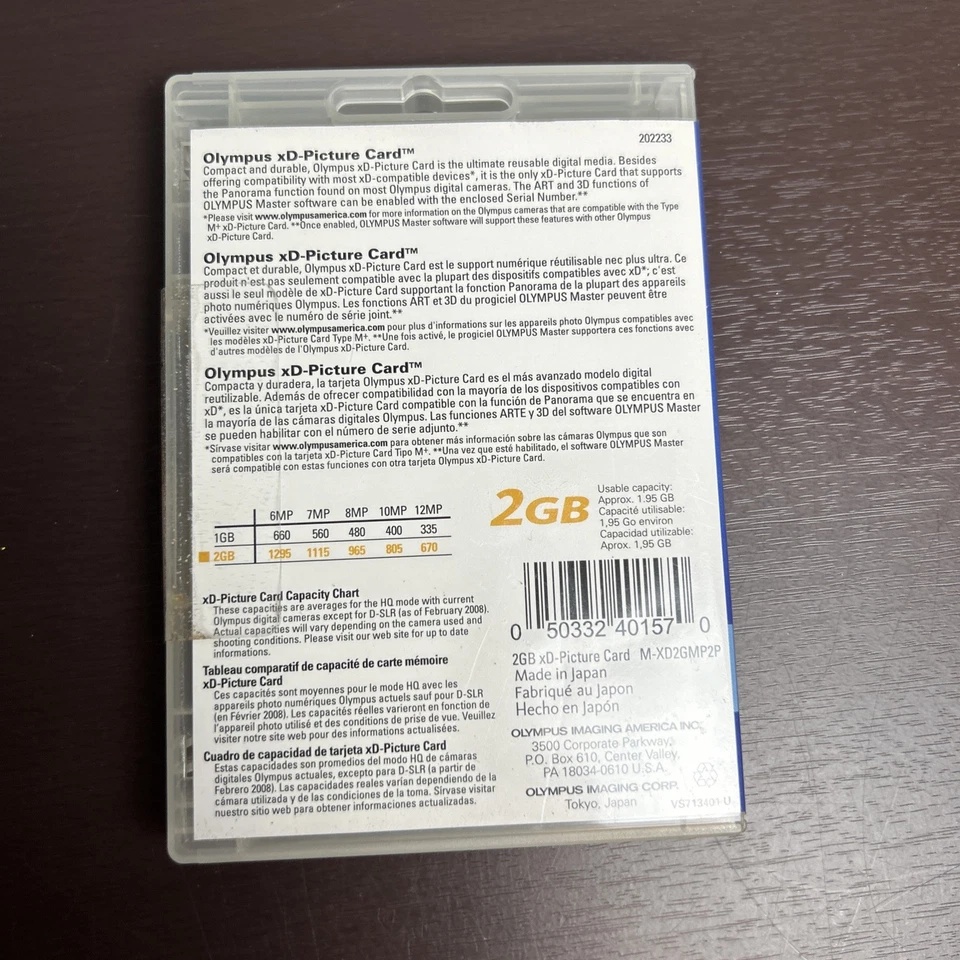 202233
Olympus xD-Picture Card™
Compact and durable, Olympus xD-Picture Card is the ultimate reusable digital media. Besides
offering compatibility with most xD-compatible devices*, it is the only xD-Picture Card that supports
the Panorama function found on most Olympus digital cameras. The ART and 3D functions of
OLYMPUS Master software can be enabled with the enclosed Serial Number.**
*Please visit www.olympusamerica.com for more information on the Olympus cameras that are compatible with the Type
M+ xD-Picture Card. **Once enabled, OLYMPUS Master software will support these features with other Olympus
xD-Picture Card.
Olympus xD-Picture Card™
Compact et durable, Olympus xD-Picture Card est le support numérique réutilisable nec plus ultra. Ce
produit n'est pas seulement compatible avec la plupart des dispositifs compatibles avec xD*; c'est
aussi le seul modèle de xD-Picture Card supportant la fonction Panorama de la plupart des appareils
photo numériques Olympus. Les fonctions ART et 3D du progiciel OLYMPUS Master peuvent être
activées avec le numéro de série joint.**
*Veuillez visiter www.olympusamerica.com pour plus d'informations sur les appareils photo Olympus compatibles avec
les modèles xD-Picture Card Type M+. **Une fois activé, le progiciel OLYMPUS Master supportera ces fonctions avec
d'autres modèles de l'Olympus xD-Picture Card.
Olympus xD-Picture Card™
Compacta y duradera, la tarjeta Olympus xD-Picture Card es el más avanzado modelo digital
reutilizable. Además de ofrecer compatibilidad con la mayoría de los dispositivos compatibles con
xD*, es la única tarjeta xD-Picture Card compatible con la función de Panorama que se encuentra en
la mayoría de las cámaras digitales Olympus. Las funciones ARTE y 3D del software OLYMPUS Master
se pueden habilitar con el número de serie adjunto.**
*Sírvase visitar www.olympusamerica.com para obtener más información sobre las cámaras Olympus que son
compatibles con la tarjeta xD-Picture Card Tipo M+. **Una vez que esté habilitado, el software OLYMPUS Master
será compatible con estas funciones con otra tarjeta Olympus xD-Picture Card.
6MP 7MP 8MP 10MP 12MP
1GB 660 560 480 400 335
2GB 1295 1115 965 805 670
2GB
Usable capacity:
Approx. 1.95 GB
Capacité utilisable:
1,95 Go environ
Capacidad utilizable:
Aprox. 1,95 GB
xD-Picture Card Capacity Chart
These capacities are averages for the HQ mode with current
Olympus digital cameras except for D-SLR (as of February 2008).
Actual capacities will vary depending on the camera used and
shooting conditions. Please visit our web site for up to date
informations.
Tableau comparatif de capacité de carte mémoire
xD-Picture Card
Ces capacités sont moyennes pour le mode HQ avec les
appareils photo numériques Olympus actuels sauf pour D-SLR
(en Février 2008). Les capacités réelles varieront en fonction de
l'appareil photo utilisé et des conditions de prise de vue. Veuillez
visiter notre site web pour des informations actualisées.
Cuadro de capacidad de tarjeta xD-Picture Card
Estas capacidades son promedios del modo HQ de cámaras
digitales Olympus actuales, excepto para D-SLR (a partir de
Febrero 2008). Las capacidades reales varían dependiendo de la
cámara utilizada y de las condiciones de la toma. Sírvase visitar
nuestro sitio web para obtener informaciones actualizadas.
0 50332 40157 0
2GB xD-Picture Card M-XD2GMP2P
Made in Japan
Fabriqué au Japon
Hecho en Japón
OLYMPUS IMAGING AMERICA INC.
3500 Corporate Parkway,
P.O. Box 610, Center Valley,
PA 18034-0610 U.S.A.
OLYMPUS IMAGING CORP.
Tokyo, Japan
VS713401-U